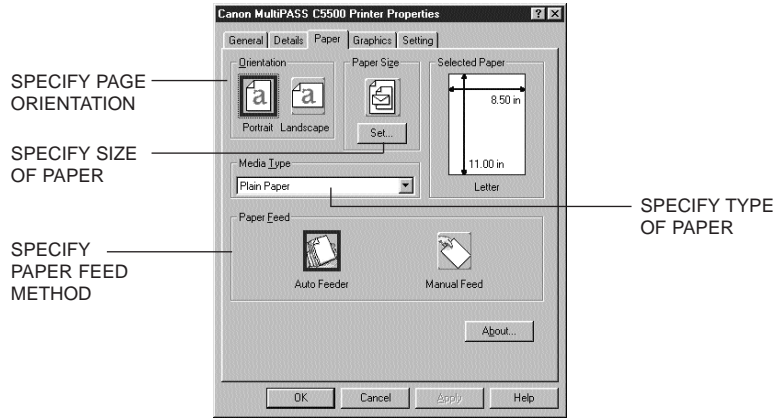 Canon MultiPASS C5500 Printer Properties
General Details Paper Graphics Setting
Orientation
Portrait Landscape
Paper Size
Set...
Selected Paper
8.50 in
11.00 in
Letter
Media Type
Plain Paper
Paper Feed
Auto Feeder
Manual Feed
About...
OK Cancel Apply Help
SPECIFY PAGE
ORIENTATION
SPECIFY SIZE
OF PAPER
SPECIFY
PAPER FEED
METHOD
SPECIFY TYPE
OF PAPER